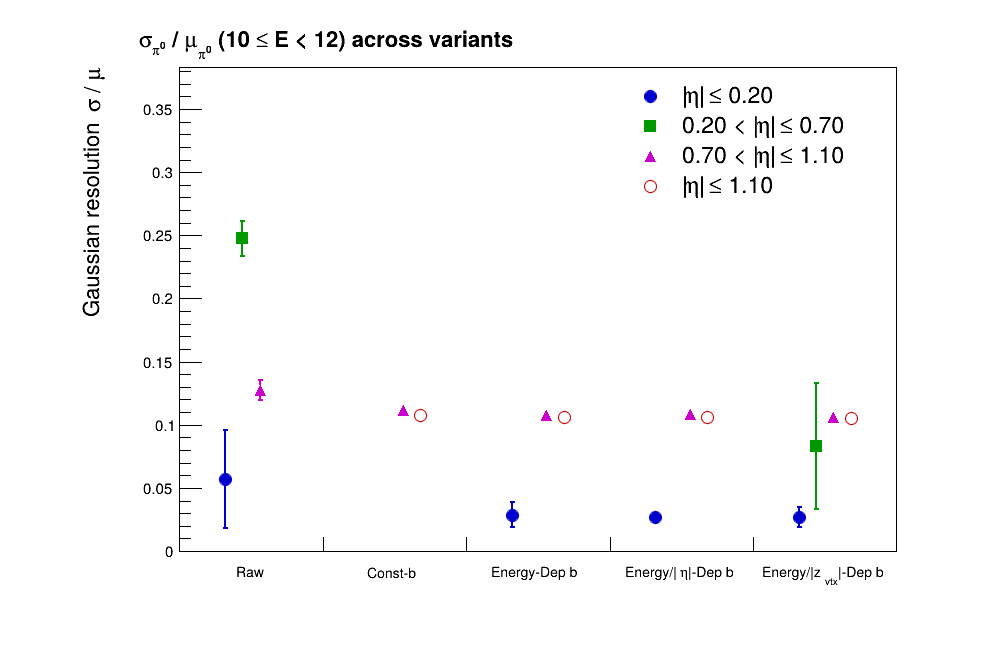 σπ⁰ / μπ⁰ (10 ≤ E < 12) across variants
Gaussian resolution σ / μ
|η| ≤ 0.20
0.20 < |η| ≤ 0.70
0.70 < |η| ≤ 1.10
|η| ≤ 1.10
0.35
0.3
0.25
0.2
0.15
0.1
0.05
0
Raw
Const-b
Energy-Dep b
Energy/| η|-Dep b
Energy/|z vtx|-Dep b